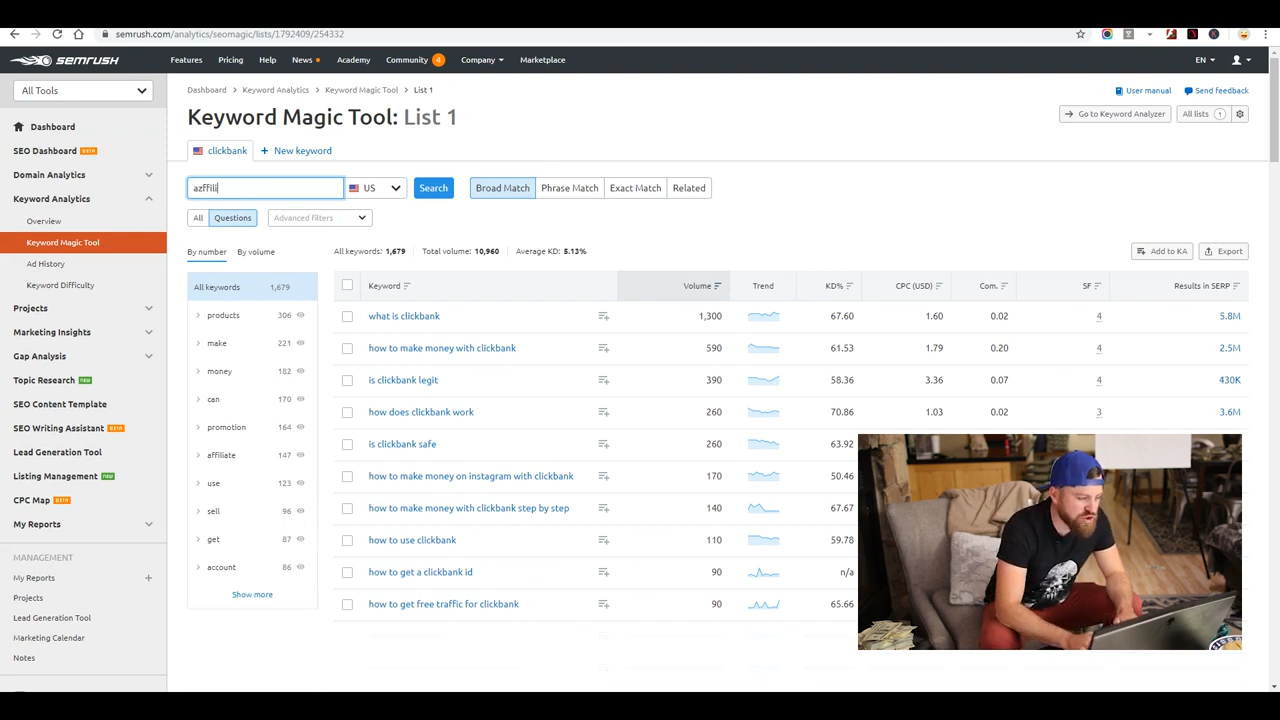 semrush.com/analytics/seomagic/lists/1792409/254332
SEMRUSH
Features Pricing Help News Academy Community 4 Company Marketplace EN
All Tools
Dashboard > Keyword Analytics > Keyword Magic Tool > List 1
User manual Send feedback
Keyword Magic Tool: List 1
Go to Keyword Analyzer All lists 1
Dashboard
SEO Dashboard BETA
Domain Analytics
Keyword Analytics
Overview
Keyword Magic Tool
Ad History
Keyword Difficulty
Projects
Marketing Insights
Gap Analysis
Topic Research NEW
SEO Content Template
SEO Writing Assistant BETA
Lead Generation Tool
Listing Management NEW
CPC Map BETA
My Reports
MANAGEMENT
My Reports +
Projects
Lead Generation Tool
Marketing Calendar
Notes
clickbank + New keyword
azffili US Search Broad Match Phrase Match Exact Match Related
All Questions Advanced filters
By number By volume
All keywords: 1,679 Total volume: 10,960 Average KD: 5.13%
Add to KA Export
All keywords 1,679
products 306
make 221
money 182
can 170
promotion 164
affiliate 147
use 123
sell 96
get 87
account 86
Show more
Keyword Volume Trend KD% CPC (USD) Com. SF Results in SERP
what is clickbank 1,300 67.60 1.60 0.02 4 5.8M
how to make money with clickbank 590 61.53 1.79 0.20 4 2.5M
is clickbank legit 390 58.36 3.36 0.07 4 430K
how does clickbank work 260 70.86 1.03 0.02 3 3.6M
is clickbank safe 260 63.92
how to make money on instagram with clickbank 170 50.46
how to make money with clickbank step by step 140 67.67
how to use clickbank 110 59.78
how to get a clickbank id 90 n/a
how to get free traffic for clickbank 90 65.66